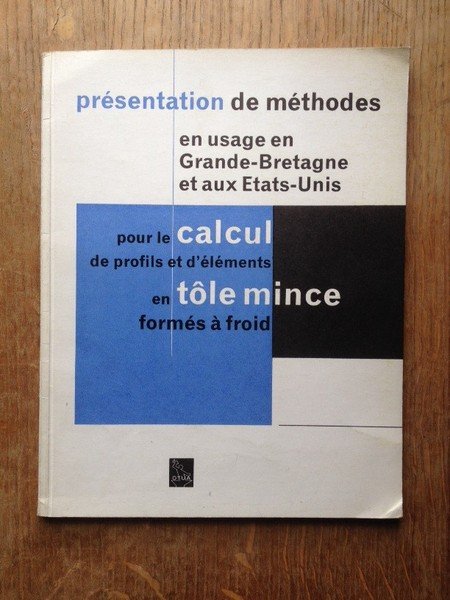 présentation de méthodes
en usage en
Grande-Bretagne
et aux Etats-Unis
pour le calcul
de profils et d'éléments
en tôle mince
formés à froid
OTUA